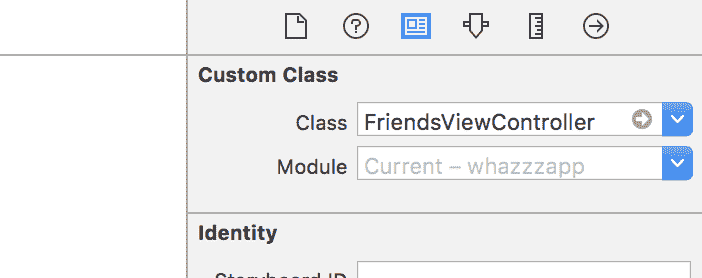 Custom Class
Class FriendsViewController
Module Current – whazzzapp
Identity
Storyboard ID